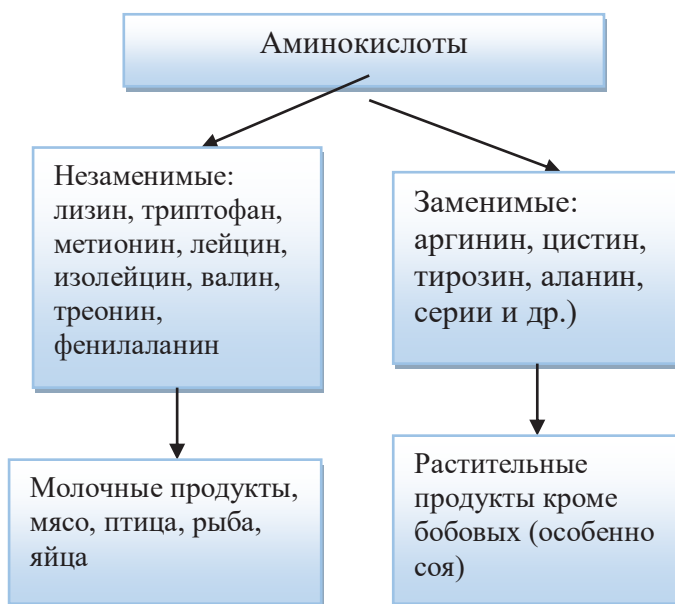 Аминокислоты
Незаменимые:
лизин, триптофан,
метионин, лейцин,
изолейцин, валин,
треонин,
фенилаланин
Заменимые:
аргинин, цистин,
тирозин, аланин,
серии и др.)
Молочные продукты,
мясо, птица, рыба,
яйца
Растительные
продукты кроме
бобовых (особенно
соя)